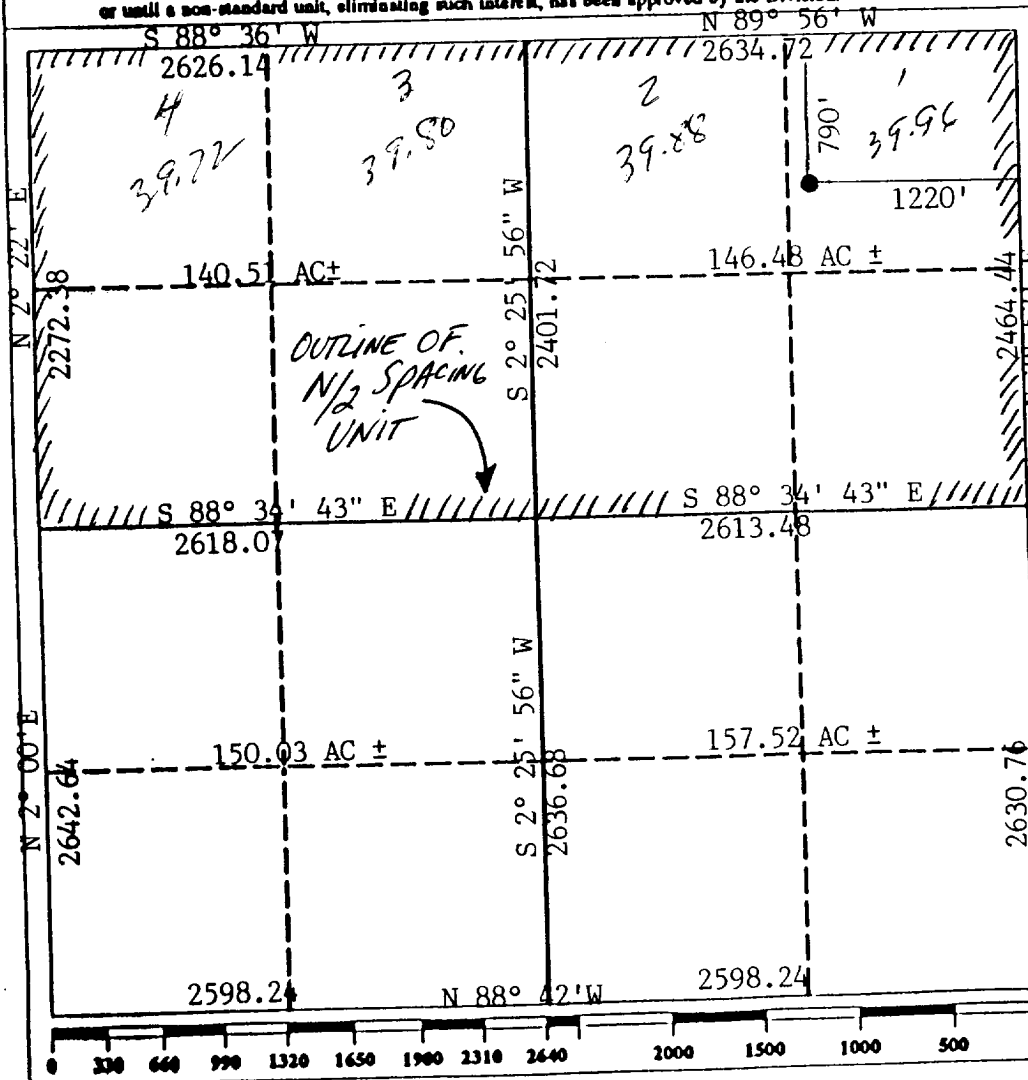 or until a non-standard unit, eliminating such interest, has been approved by the Division.
S 88° 36' W
N 89° 56' W
2626.14
2634.72
4
3
2
1
39.72
39.80
39.88
39.96
790'
1220'
N 2° 22' E
2272.38
S 2° 25' 56" W
2401.72
2464.44
140.51 AC±
146.48 AC ±
OUTLINE OF
N/2 SPACING
UNIT
S 88° 34' 43" E
S 88° 34' 43" E
2618.0
2613.48
N 2° 00'E
2642.64
S 2° 25' 56" W
2636.68
2630.76
150.03 AC ±
157.52 AC ±
2598.24
N 88° 42'W
2598.24
0 330 660 990 1320 1650 1980 2310 2640 2000 1500 1000 500